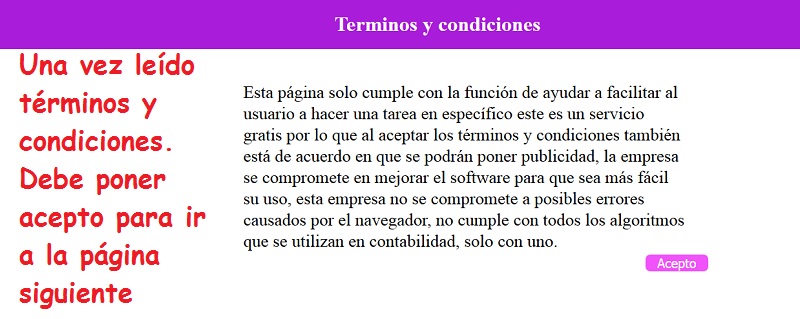 Terminos y condiciones
Una vez leído
términos y
condiciones.
Debe poner
acepto para ir
a la página
siguiente
Esta página solo cumple con la función de ayudar a facilitar al
usuario a hacer una tarea en específico este es un servicio
gratis por lo que al aceptar los términos y condiciones también
está de acuerdo en que se podrán poner publicidad, la empresa
se compromete en mejorar el software para que sea más fácil
su uso, esta empresa no se compromete a posibles errores
causados por el navegador, no cumple con todos los algoritmos
que se utilizan en contabilidad, solo con uno.
Acepto